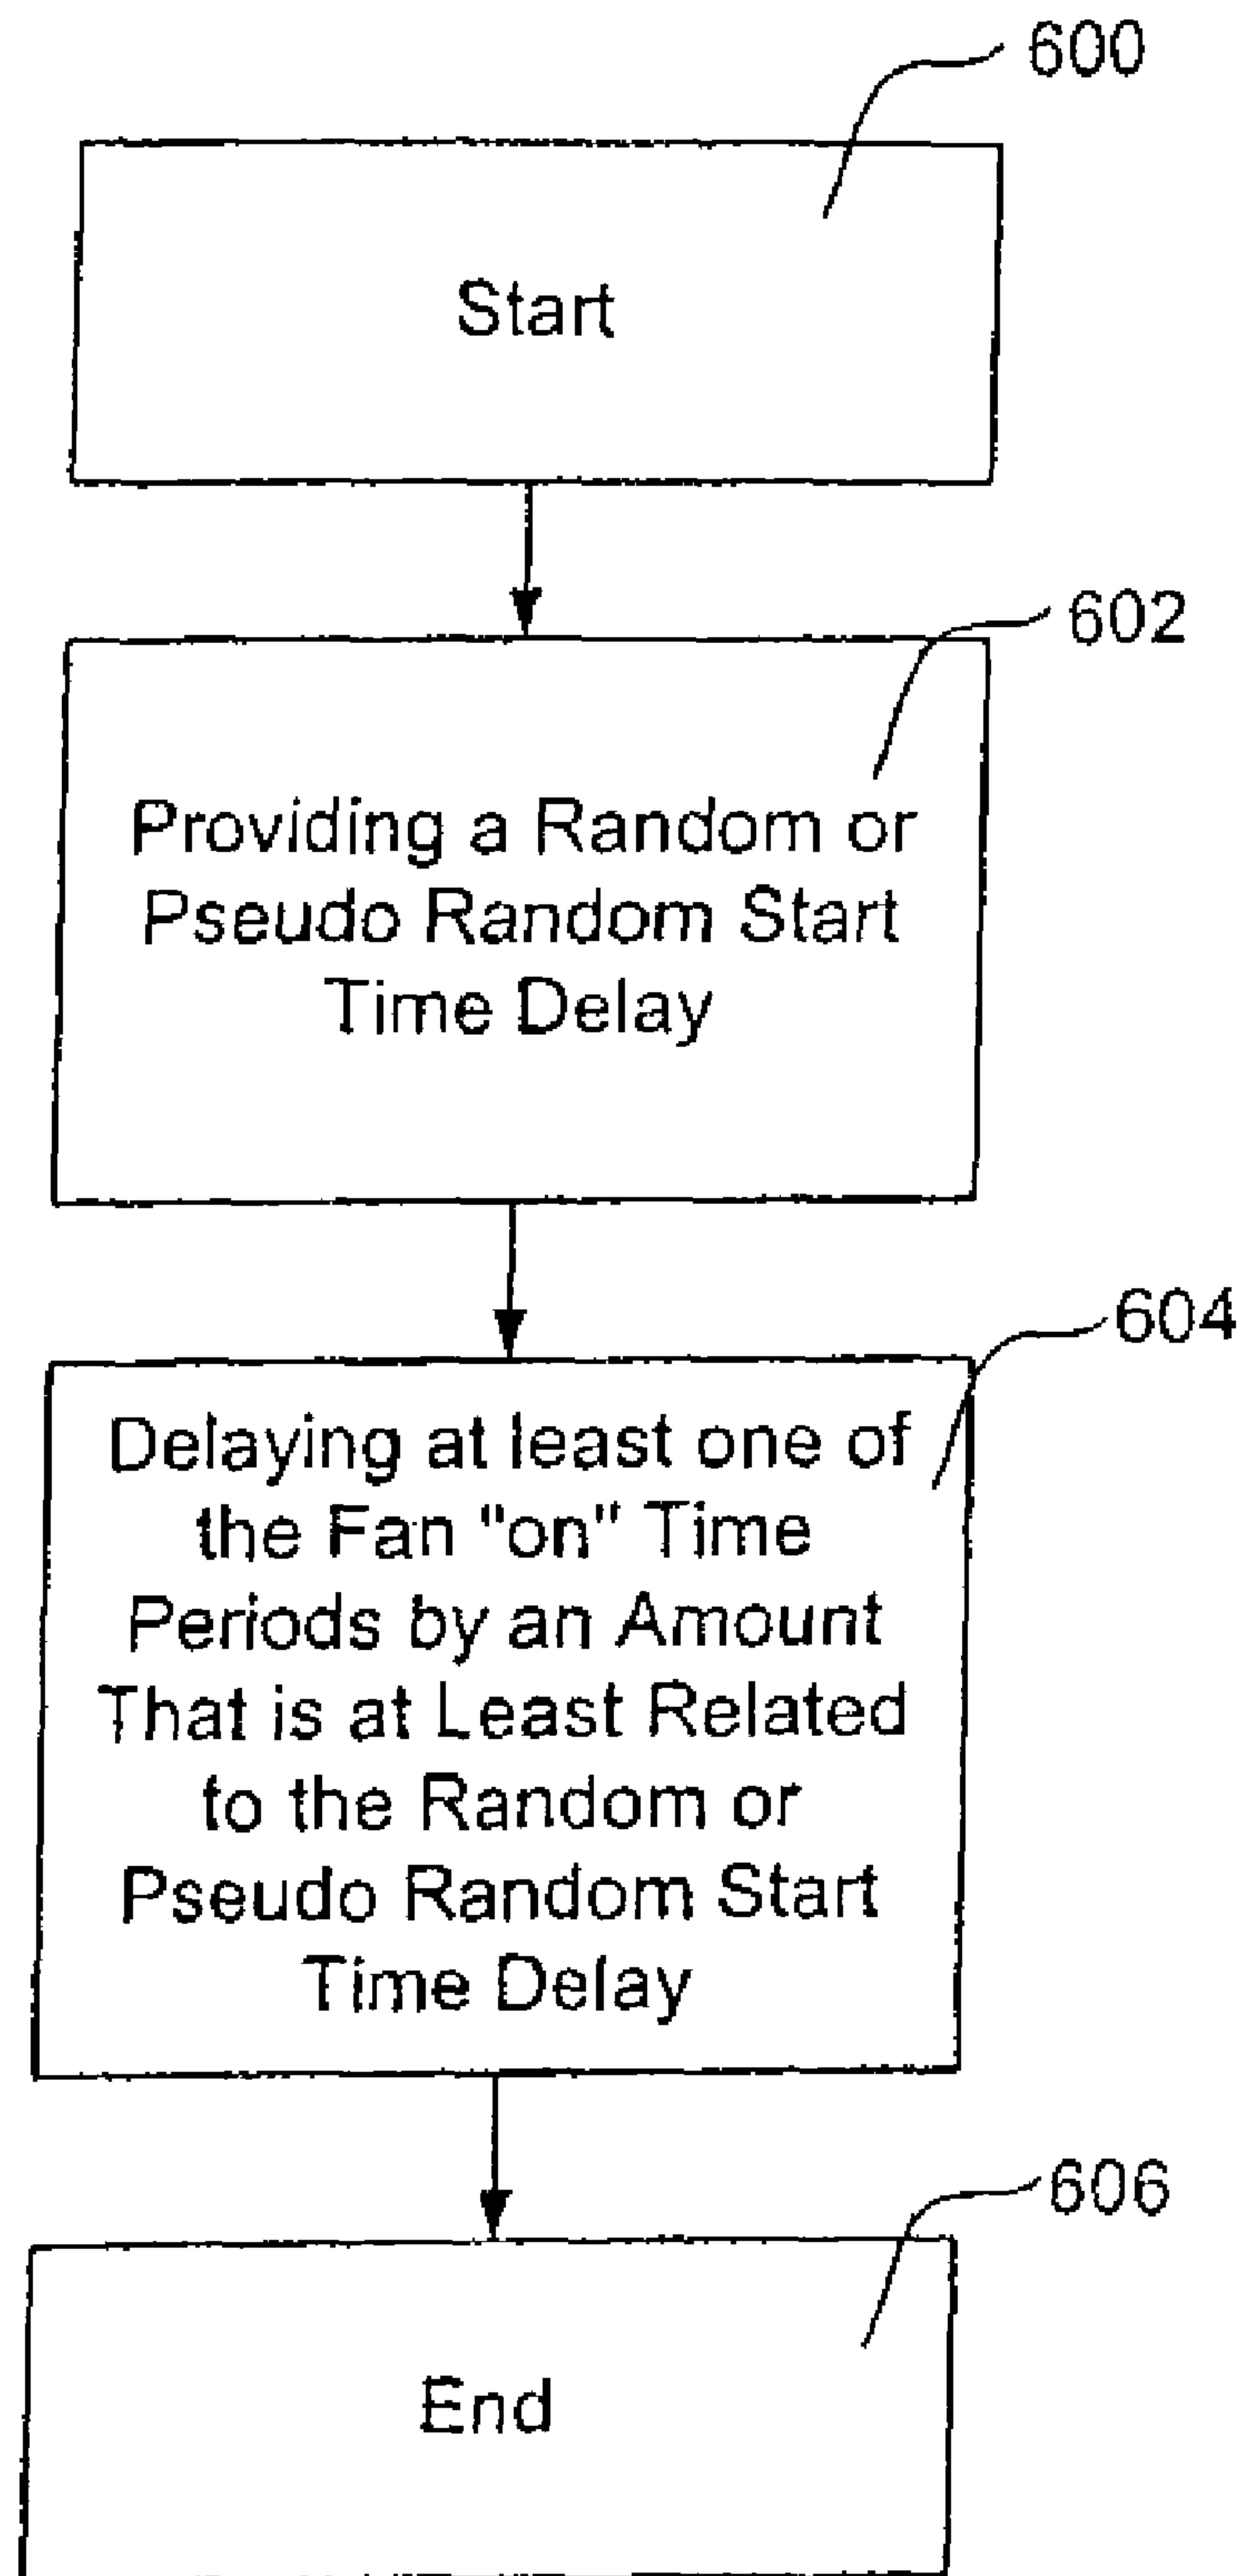 600
Start
602
Providing a Random or
Pseudo Random Start
Time Delay
604
Delaying at least one of
the Fan "on" Time
Periods by an Amount
That is at Least Related
to the Random or
Pseudo Random Start
Time Delay
606
End